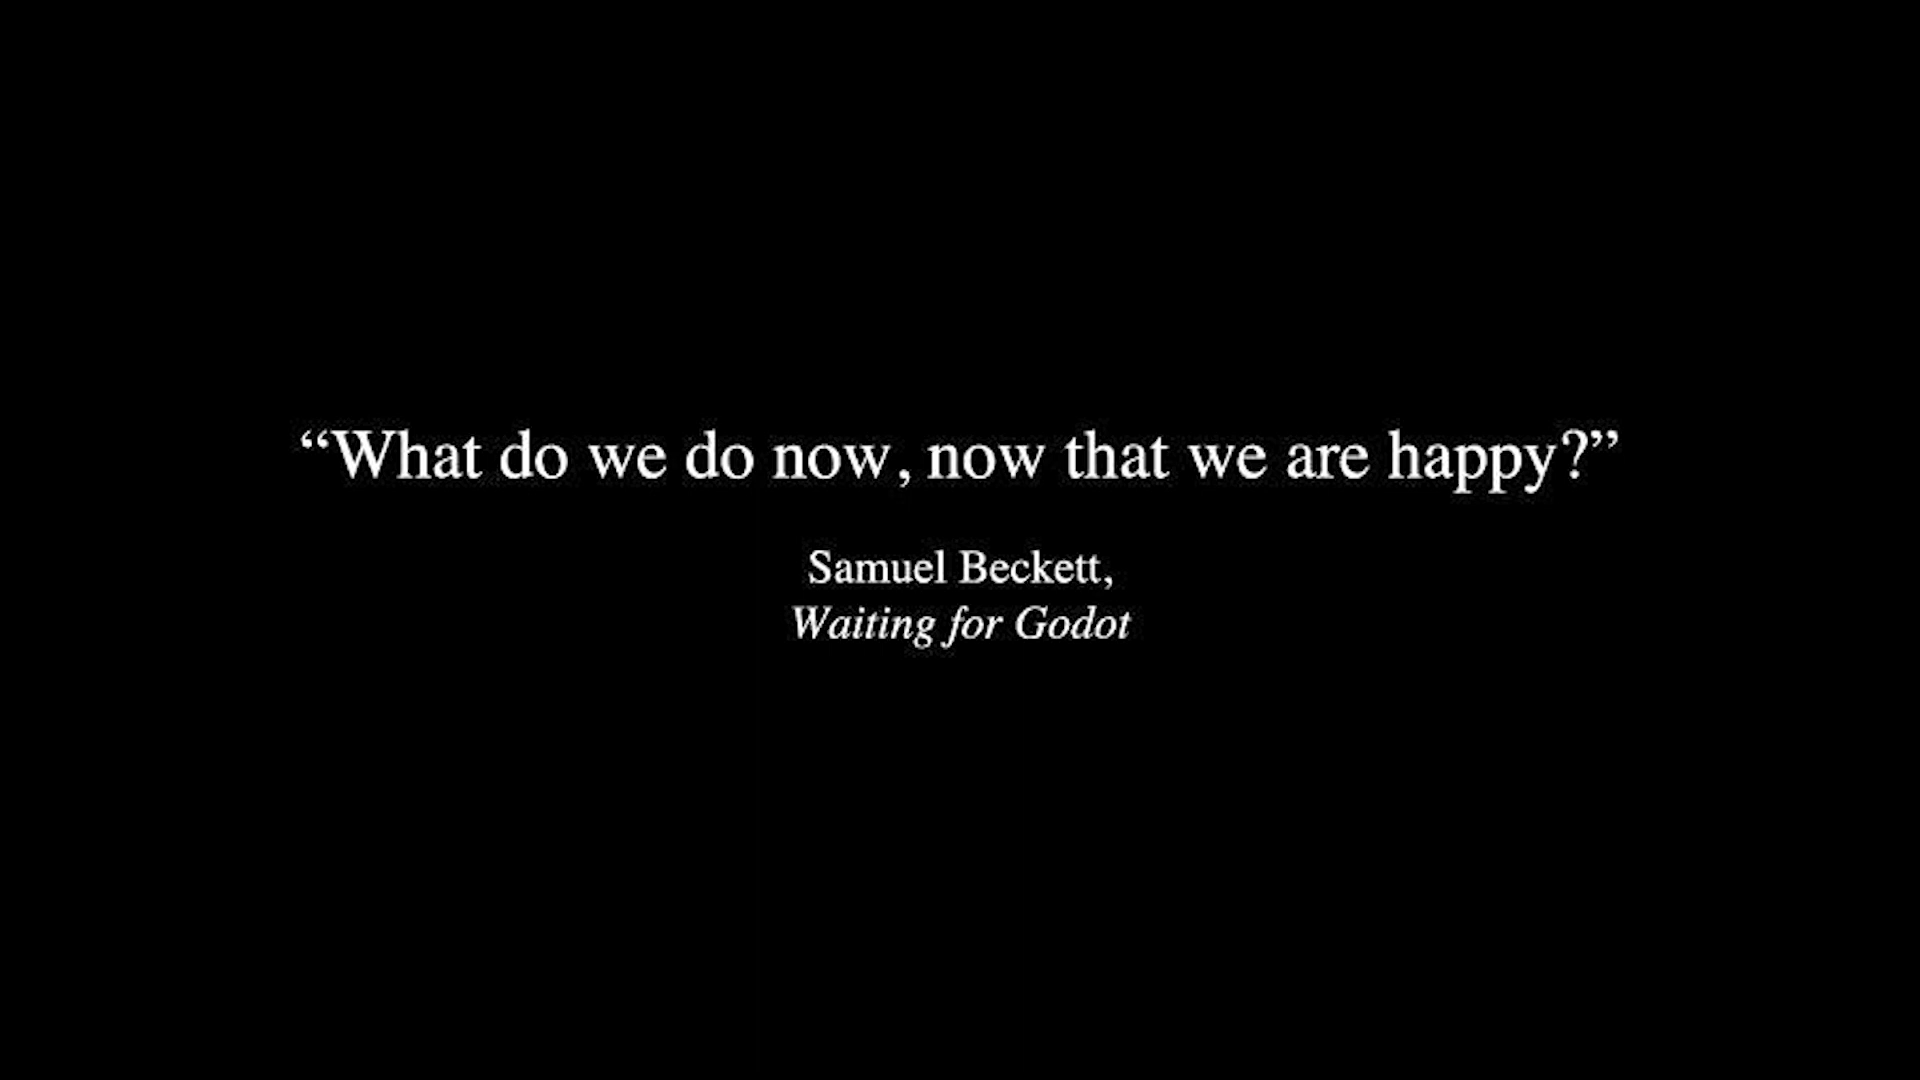 “What do we do now, now that we are happy?”
Samuel Beckett,
Waiting for Godot